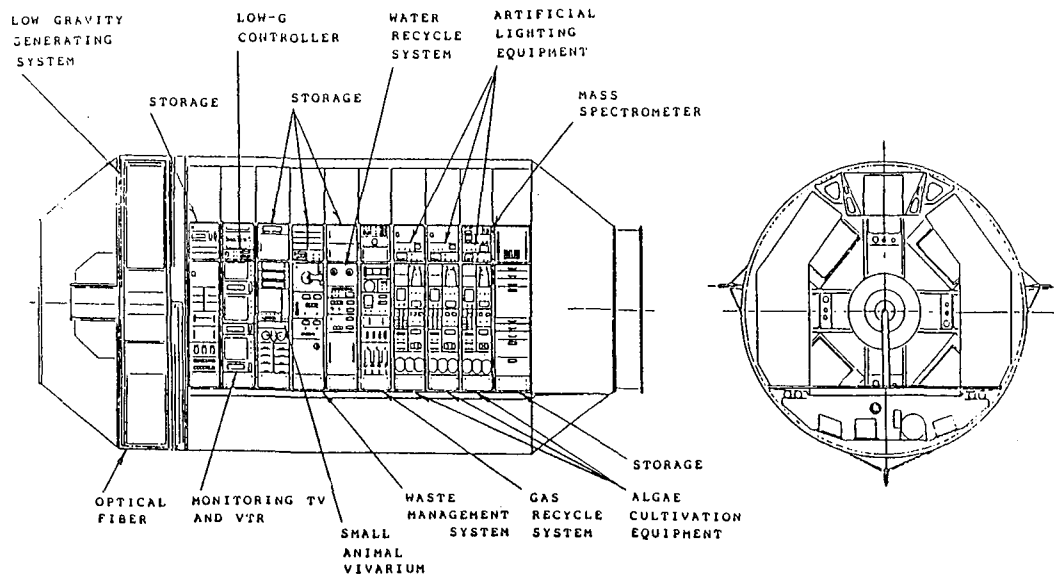 LOW GRAVITY
GENERATING
SYSTEM
LOW-G
CONTROLLER
WATER
RECYCLE
SYSTEM
ARTIFICIAL
LIGHTING
EQUIPMENT
STORAGE
STORAGE
MASS
SPECTROMETER
OPTICAL
FIBER
MONITORING TV
AND VTR
SMALL
ANIMAL
VIVARIUM
WASTE
MANAGEMENT
SYSTEM
GAS
RECYCLE
SYSTEM
ALGAE
CULTIVATION
EQUIPMENT
STORAGE